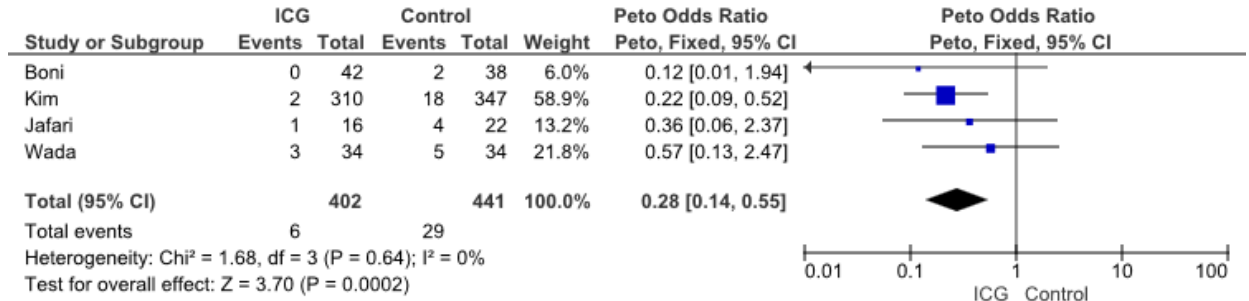 ICG Control Peto Odds Ratio Peto Odds Ratio
Study or Subgroup Events Total Events Total Weight Peto, Fixed, 95% CI Peto, Fixed, 95% CI
Boni 0 42 2 38 6.0% 0.12 [0.01, 1.94]
Kim 2 310 18 347 58.9% 0.22 [0.09, 0.52]
Jafari 1 16 4 22 13.2% 0.36 [0.06, 2.37]
Wada 3 34 5 34 21.8% 0.57 [0.13, 2.47]
Total (95% CI) 402 441 100.0% 0.28 [0.14, 0.55]
Total events 6 29
Heterogeneity: Chi² = 1.68, df = 3 (P = 0.64); I² = 0%
Test for overall effect: Z = 3.70 (P = 0.0002)
0.01 0.1 1 10 100
ICG Control